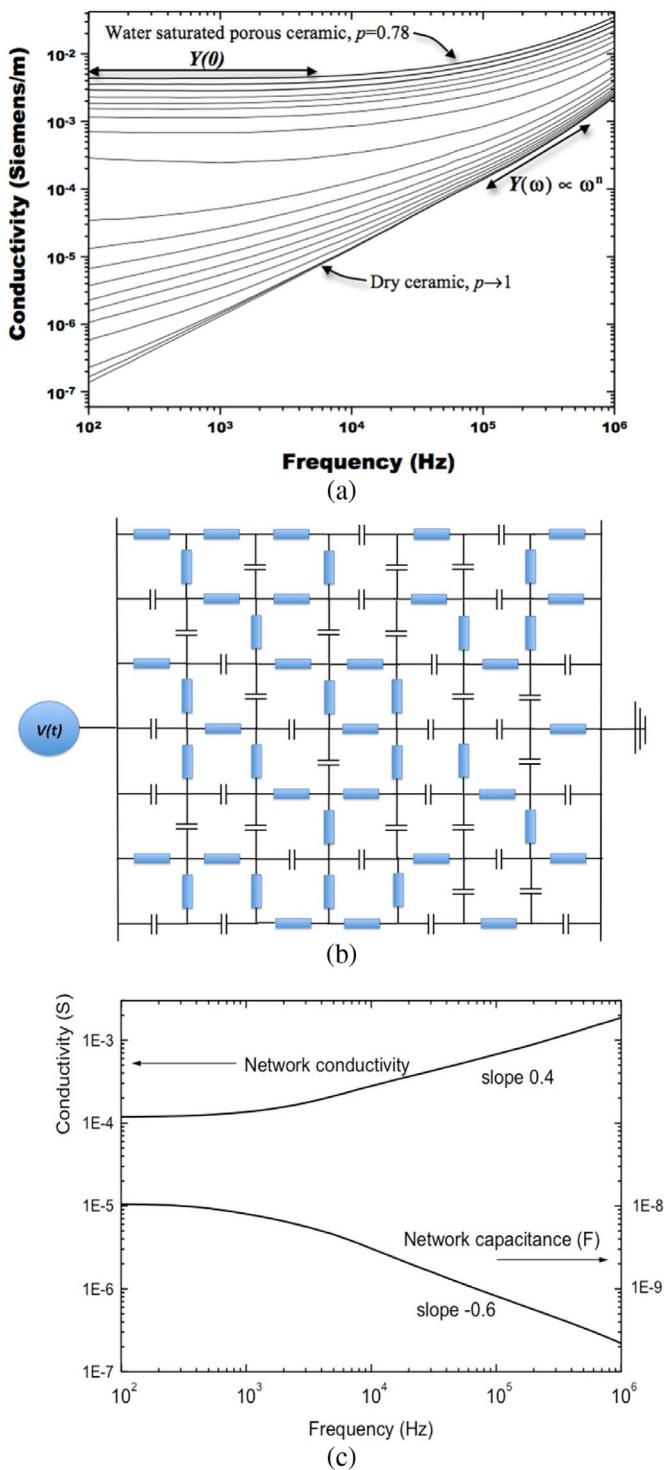 Conductivity (Siemens/m)
10⁻²
10⁻³
10⁻⁴
10⁻⁵
10⁻⁶
10⁻⁷
Water saturated porous ceramic, p=0.78
Y(0)
Y(ω) ∝ ωⁿ
Dry ceramic, p→1
10² 10³ 10⁴ 10⁵ 10⁶
Frequency (Hz)
(a)
V(t)
(b)
Conductivity (S)
1E-3
1E-4
1E-5
1E-6
1E-7
Network conductivity
slope 0.4
Network capacitance (F)
slope -0.6
1E-8
1E-9
10² 10³ 10⁴ 10⁵ 10⁶
Frequency (Hz)
(c)